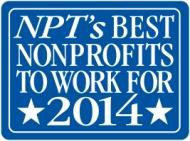 NPT's BEST
NONPROFITS
TO WORK FOR
★2014★